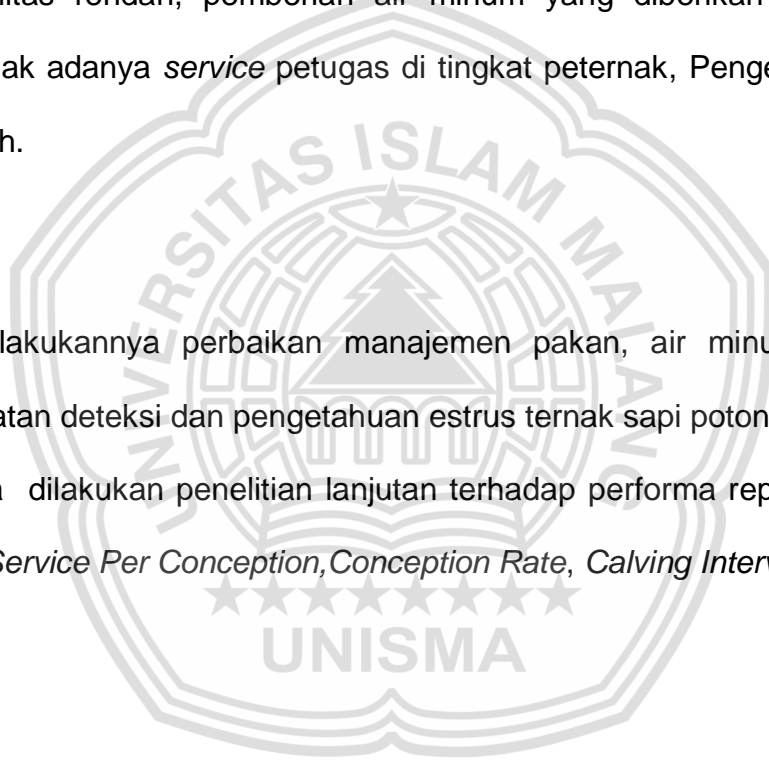 litas rendah, pemberian air minum yang diberikan
ak adanya service petugas di tingkat peternak, Penge
h.
UNIVERSITAS ISLAM MALANG
lakukannya perbaikan manajemen pakan, air minu
atan deteksi dan pengetahuan estrus ternak sapi poton
a dilakukan penelitian lanjutan terhadap performa rep
Service Per Conception,Conception Rate, Calving Interv
UNISMA